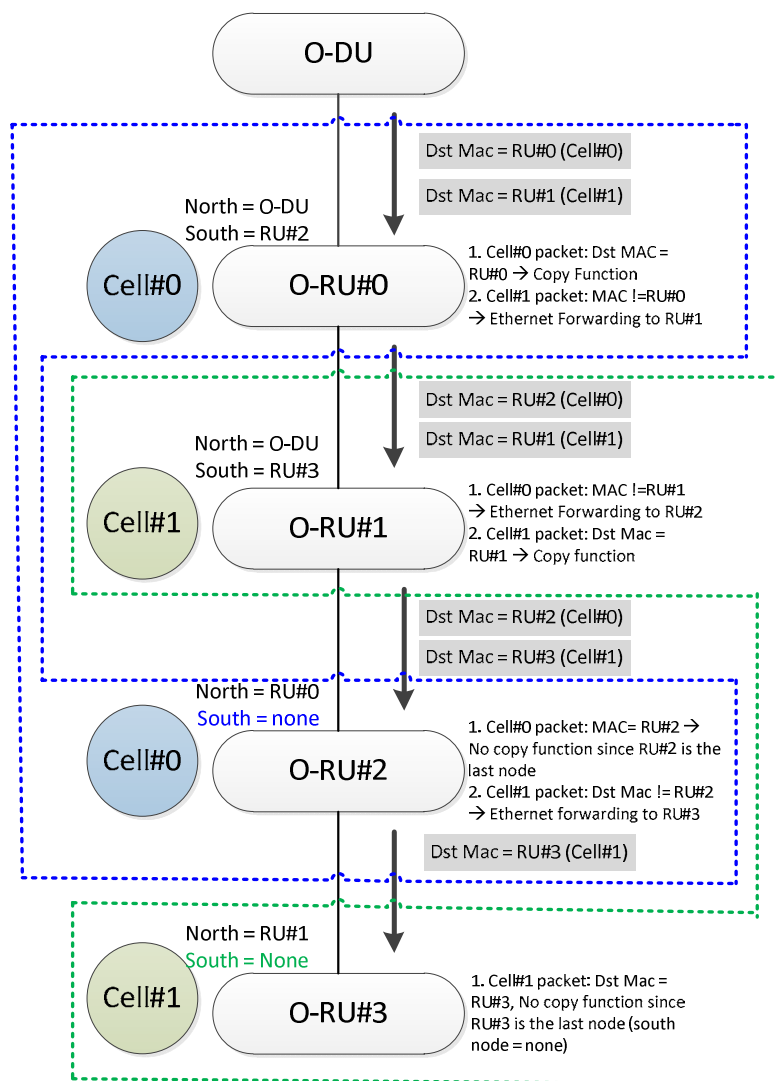 O-DU
Dst Mac = RU#0 (Cell#0)
Dst Mac = RU#1 (Cell#1)
North = O-DU
South = RU#2
Cell#0
O-RU#0
1. Cell#0 packet: Dst MAC =
RU#0 → Copy Function
2. Cell#1 packet: MAC !=RU#0
→ Ethernet Forwarding to RU#1
Dst Mac = RU#2 (Cell#0)
Dst Mac = RU#1 (Cell#1)
North = O-DU
South = RU#3
Cell#1
O-RU#1
1. Cell#0 packet: MAC !=RU#1
→ Ethernet Forwarding to RU#2
2. Cell#1 packet: Dst Mac =
RU#1 → Copy function
Dst Mac = RU#2 (Cell#0)
Dst Mac = RU#3 (Cell#1)
North = RU#0
South = none
Cell#0
O-RU#2
1. Cell#0 packet: MAC= RU#2 →
No copy function since RU#2 is the
last node
2. Cell#1 packet: Dst Mac != RU#2
→ Ethernet forwarding to RU#3
Dst Mac = RU#3 (Cell#1)
North = RU#1
South = None
Cell#1
O-RU#3
1. Cell#1 packet: Dst Mac =
RU#3, No copy function since
RU#3 is the last node (south
node = none)